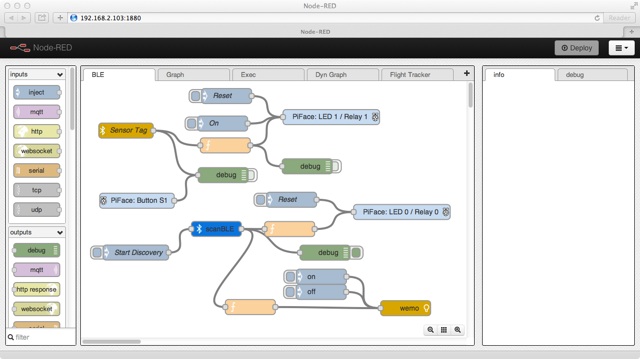 Node-RED
192.168.2.103:1880
Reader
Node-RED
Node-RED
Deploy
inputs
inject
mqtt
http
websocket
serial
tcp
udp
outputs
debug
mqtt
http response
websocket
filter
BLE
Graph
Exec
Dyn Graph
Flight Tracker
+
Reset
PiFace: LED 1 / Relay 1
On
Sensor Tag
f
debug
debug
PiFace: Button S1
Reset
PiFace: LED 0 / Relay 0
scanBLE
f
Start Discovery
debug
on
off
f
wemo
info
debug